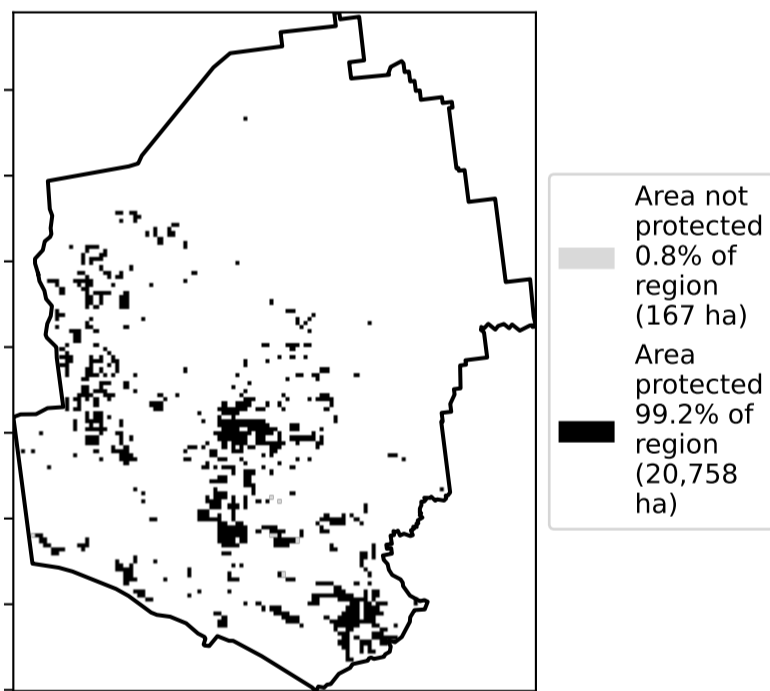 Area not
protected
0.8% of
region
(167 ha)
Area
protected
99.2% of
region
(20,758
ha)